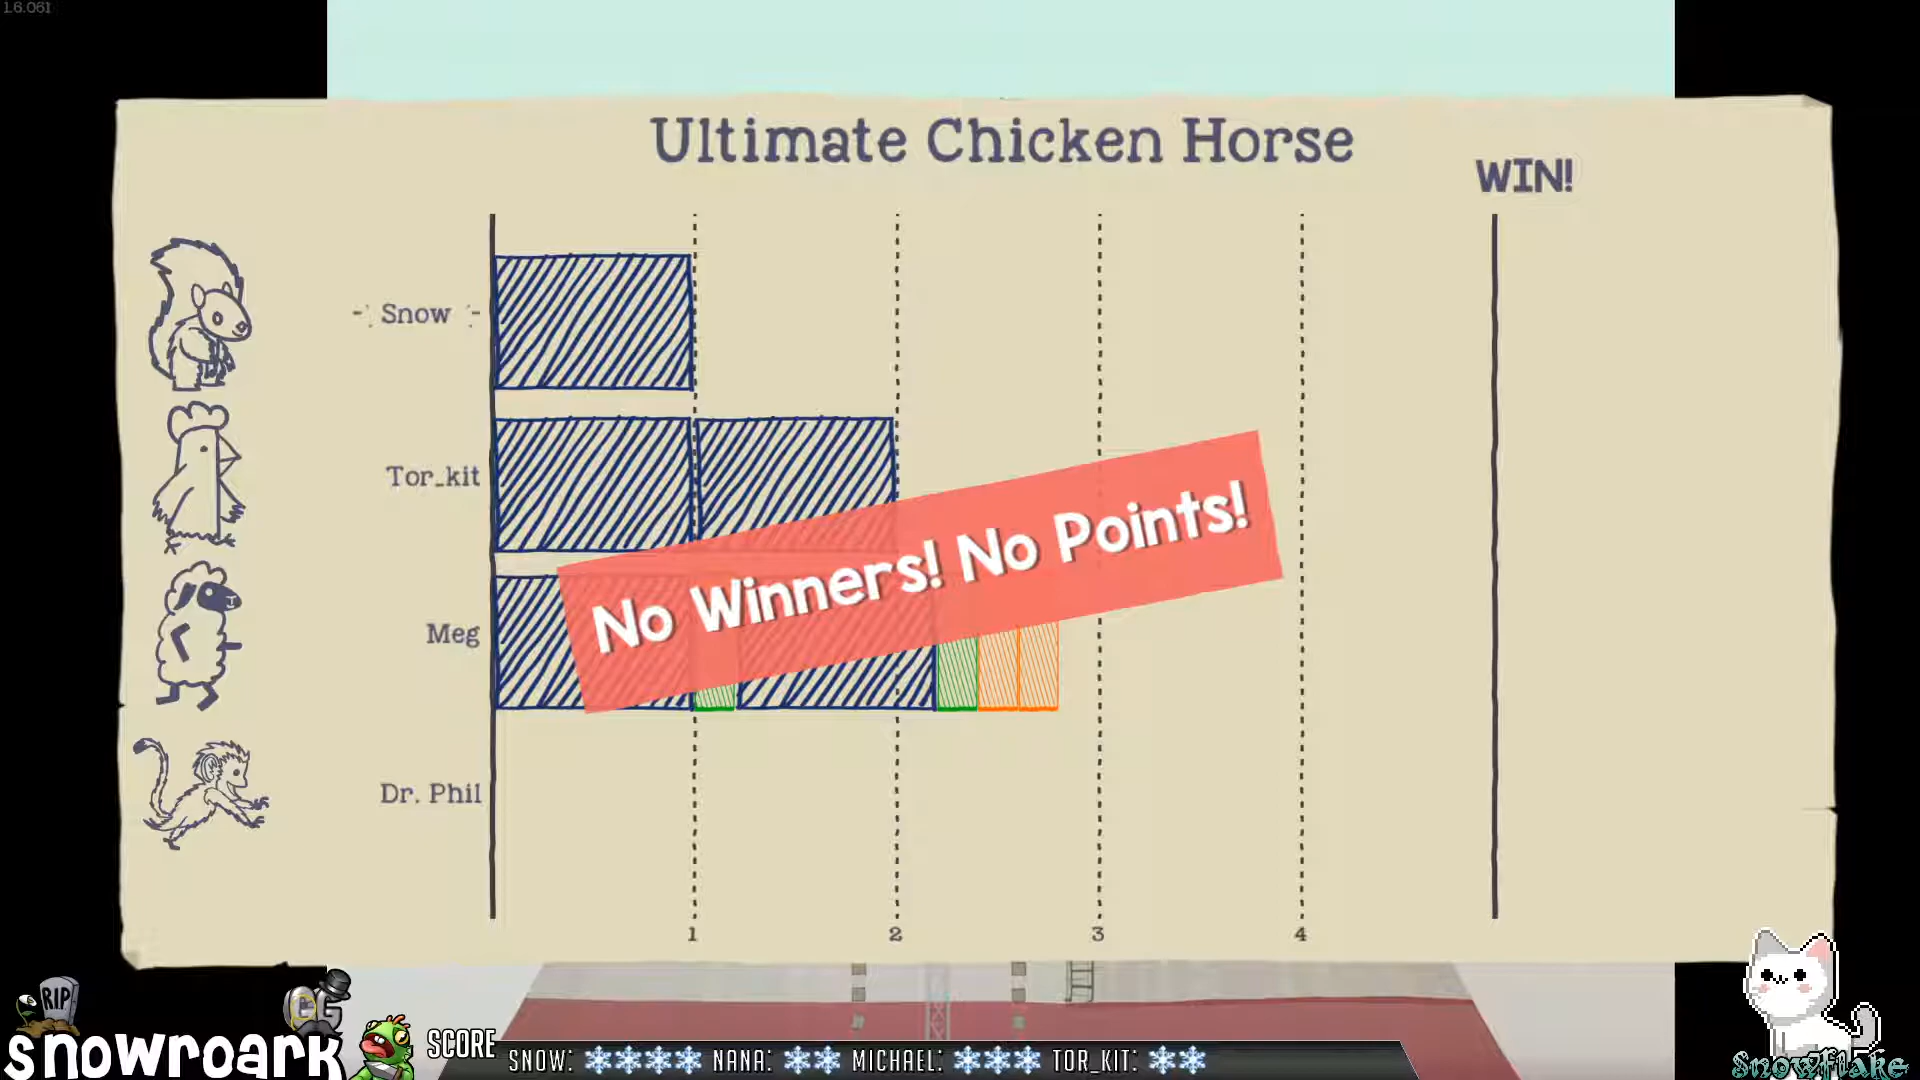 1.6.061
Ultimate Chicken Horse
WIN!
Snow
Tor_kit
Meg
Dr. Phil
No Winners! No Points!
1 2 3 4
RIP
GG
snowroark
SCORE
SNOW: NANA: MICHAEL: TOR_KIT:
Snowflake